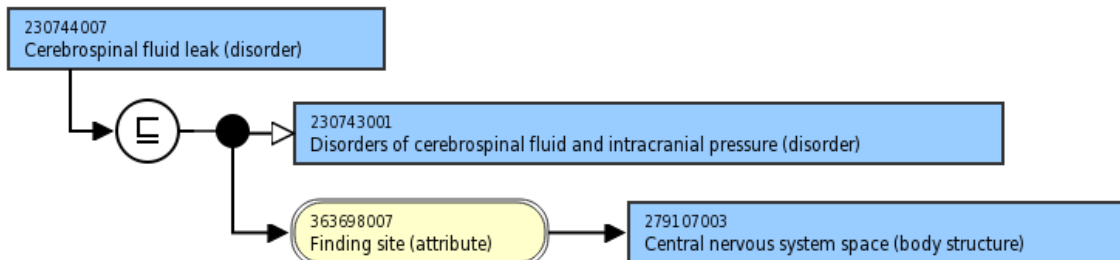 230744007
Cerebrospinal fluid leak (disorder)
⊑
230743001
Disorders of cerebrospinal fluid and intracranial pressure (disorder)
363698007
Finding site (attribute)
279107003
Central nervous system space (body structure)